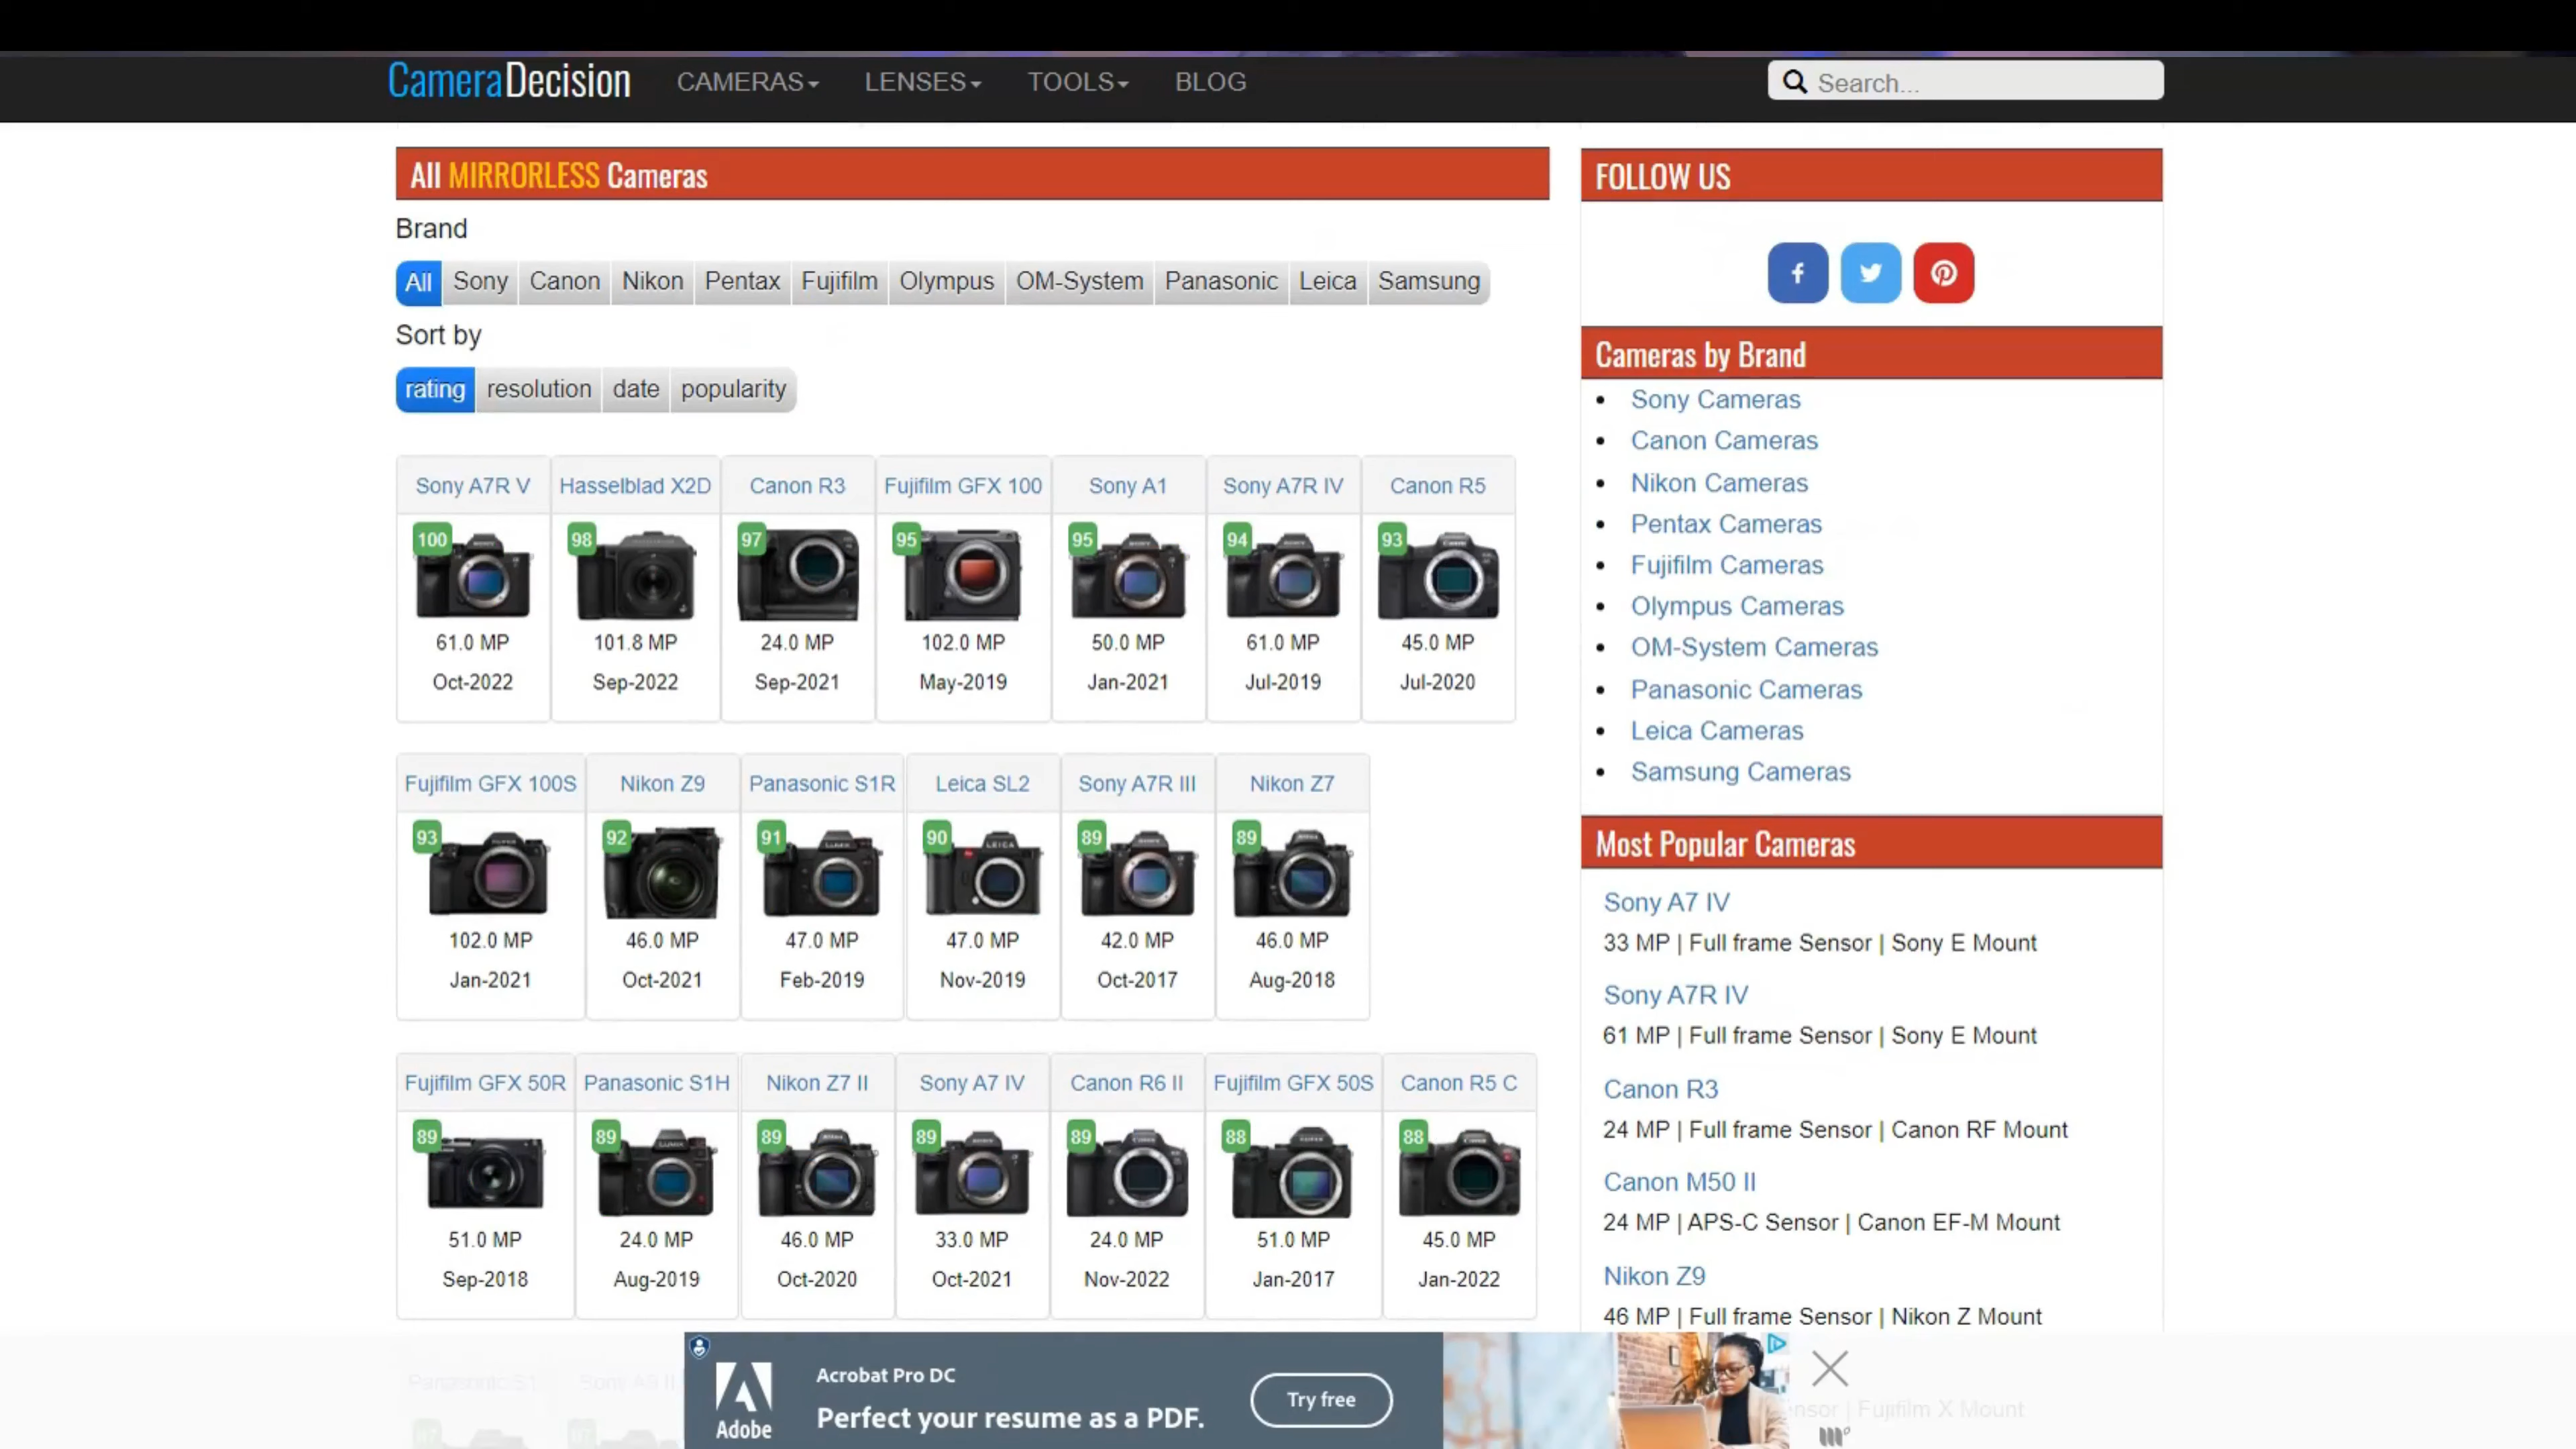 CameraDecision CAMERAS LENSES TOOLS BLOG Search...
All MIRRORLESS Cameras
Brand
All Sony Canon Nikon Pentax Fujifilm Olympus OM-System Panasonic Leica Samsung
Sort by
rating resolution date popularity
Sony A7R V Hasselblad X2D Canon R3 Fujifilm GFX 100 Sony A1 Sony A7R IV Canon R5
100 98 97 95 95 94 93
61.0 MP 101.8 MP 24.0 MP 102.0 MP 50.0 MP 61.0 MP 45.0 MP
Oct-2022 Sep-2022 Sep-2021 May-2019 Jan-2021 Jul-2019 Jul-2020
Fujifilm GFX 100S Nikon Z9 Panasonic S1R Leica SL2 Sony A7R III Nikon Z7
93 92 91 90 89 89
LUMIX LEICA
102.0 MP 46.0 MP 47.0 MP 47.0 MP 42.0 MP 46.0 MP
Jan-2021 Oct-2021 Feb-2019 Nov-2019 Oct-2017 Aug-2018
Fujifilm GFX 50R Panasonic S1H Nikon Z7 II Sony A7 IV Canon R6 II Fujifilm GFX 50S Canon R5 C
89 89 89 89 89 88 88
LUMIX
51.0 MP 24.0 MP 46.0 MP 33.0 MP 24.0 MP 51.0 MP 45.0 MP
Sep-2018 Aug-2019 Oct-2020 Oct-2021 Nov-2022 Jan-2017 Jan-2022
FOLLOW US
Cameras by Brand
Sony Cameras
Canon Cameras
Nikon Cameras
Pentax Cameras
Fujifilm Cameras
Olympus Cameras
OM-System Cameras
Panasonic Cameras
Leica Cameras
Samsung Cameras
Most Popular Cameras
Sony A7 IV
33 MP | Full frame Sensor | Sony E Mount
Sony A7R IV
61 MP | Full frame Sensor | Sony E Mount
Canon R3
24 MP | Full frame Sensor | Canon RF Mount
Canon M50 II
24 MP | APS-C Sensor | Canon EF-M Mount
Nikon Z9
46 MP | Full frame Sensor | Nikon Z Mount
Panasonic S1
| Fujifilm X Mount
Adobe
Acrobat Pro DC
Perfect your resume as a PDF.
Try free